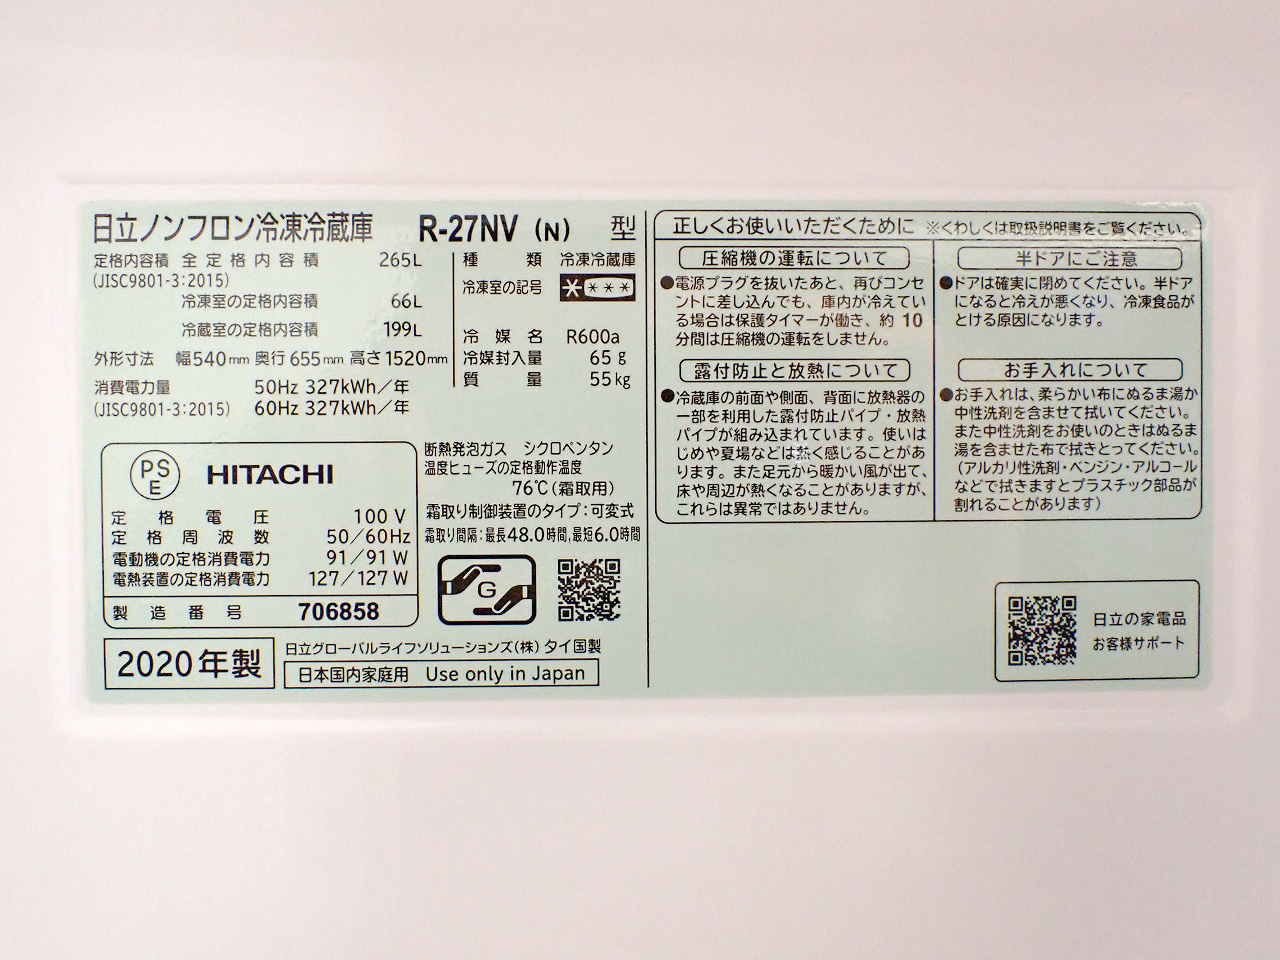 日立ノンフロン冷凍冷蔵庫 R-27NV (N) 型
定格内容積 全定格内容積 265L
(JISC9801-3:2015)
冷凍室の定格内容積 66L
冷蔵室の定格内容積 199L
外形寸法 幅540mm 奥行655mm 高さ1520mm
消費電力量 50Hz 327kWh/年
(JISC9801-3:2015) 60Hz 327kWh/年
種類 冷凍冷蔵庫
冷凍室の記号 ****
冷媒名 R600a
冷媒封入量 65g
質量 55kg
PS
E
HITACHI
定格電圧 100V
定格周波数 50/60Hz
電動機の定格消費電力 91/91W
電熱装置の定格消費電力 127/127W
製造番号 706858
断熱発泡ガス シクロペンタン
温度ヒューズの定格動作温度
76℃(霜取用)
霜取り制御装置のタイプ:可変式
霜取り間隔:最長48.0時間,最短6.0時間
G
2020年製
日立グローバルライフソリューションズ(株) タイ国製
日本国内家庭用 Use only in Japan
正しくお使いいただくために ※くわしくは取扱説明書をご覧ください。
圧縮機の運転について
●電源プラグを抜いたあと、再びコンセ
ントに差し込んでも、庫内が冷えてい
る場合は保護タイマーが働き、約10
分間は圧縮機の運転をしません。
露付防止と放熱について
●冷蔵庫の前面や側面、背面に放熱器の
一部を利用した露付防止パイプ・放熱
パイプが組み込まれています。使いは
じめや夏場などは熱く感じることがあ
ります。また足元から暖かい風が出て、
床や周辺が熱くなることがありますが、
これらは異常ではありません。
半ドアにご注意
●ドアは確実に閉めてください。半ドア
になると冷えが悪くなり、冷凍食品が
とける原因になります。
お手入れについて
●お手入れは、柔らかい布にぬるま湯か
中性洗剤を含ませて拭いてください。
また中性洗剤をお使いのときはぬるま
湯を含ませた布で拭きとってください。
(アルカリ性洗剤・ベンジン・アルコール
などで拭きますとプラスチック部品が
割れることがあります)
日立の家電品
お客様サポート